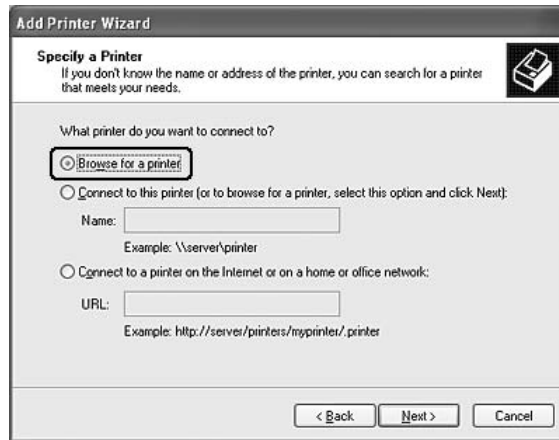 Add Printer Wizard
Specify a Printer
If you don't know the name or address of the printer, you can search for a printer
that meets your needs.
What printer do you want to connect to?
Browse for a printer
Connect to this printer (or to browse for a printer, select this option and click Next):
Name:
Example: \\server\printer
Connect to a printer on the Internet or on a home or office network:
URL:
Example: http://server/printers/myprinter/.printer
< Back
Next >
Cancel